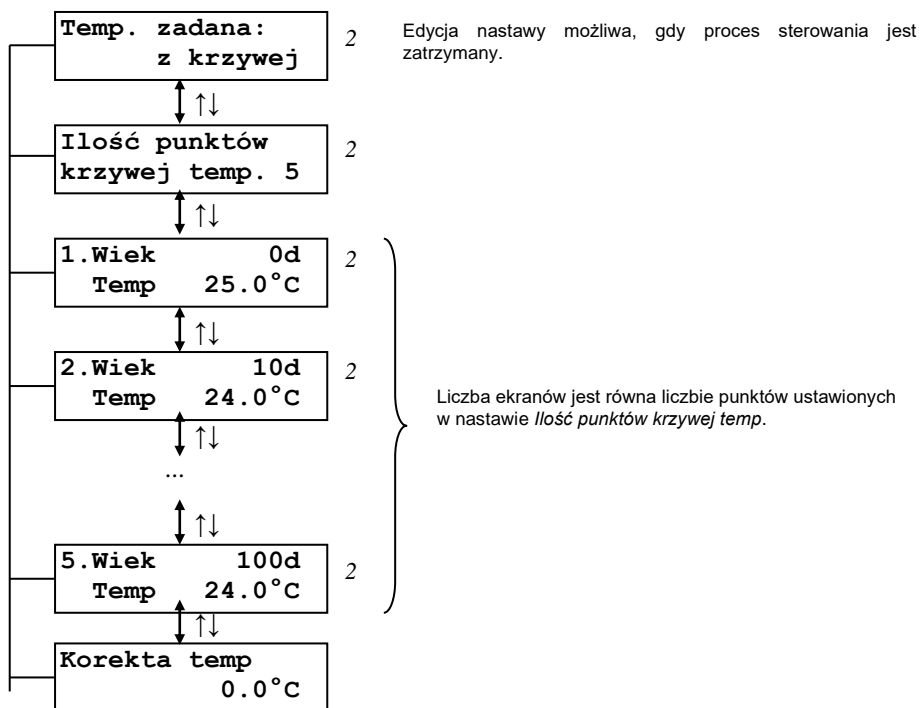 Temp. zadana:
z krzywej
2
Edycja nastawy możliwa, gdy proces sterowania jest
zatrzymany.
↑↓
Ilość punktów
krzywej temp. 5
2
↑↓
1.Wiek 0d
Temp 25.0°C
2
↑↓
2.Wiek 10d
Temp 24.0°C
2
Liczba ekranów jest równa liczbie punktów ustawionych
w nastawie Ilość punktów krzywej temp.
↑↓
...
↑↓
5.Wiek 100d
Temp 24.0°C
2
↑↓
Korekta temp
0.0°C